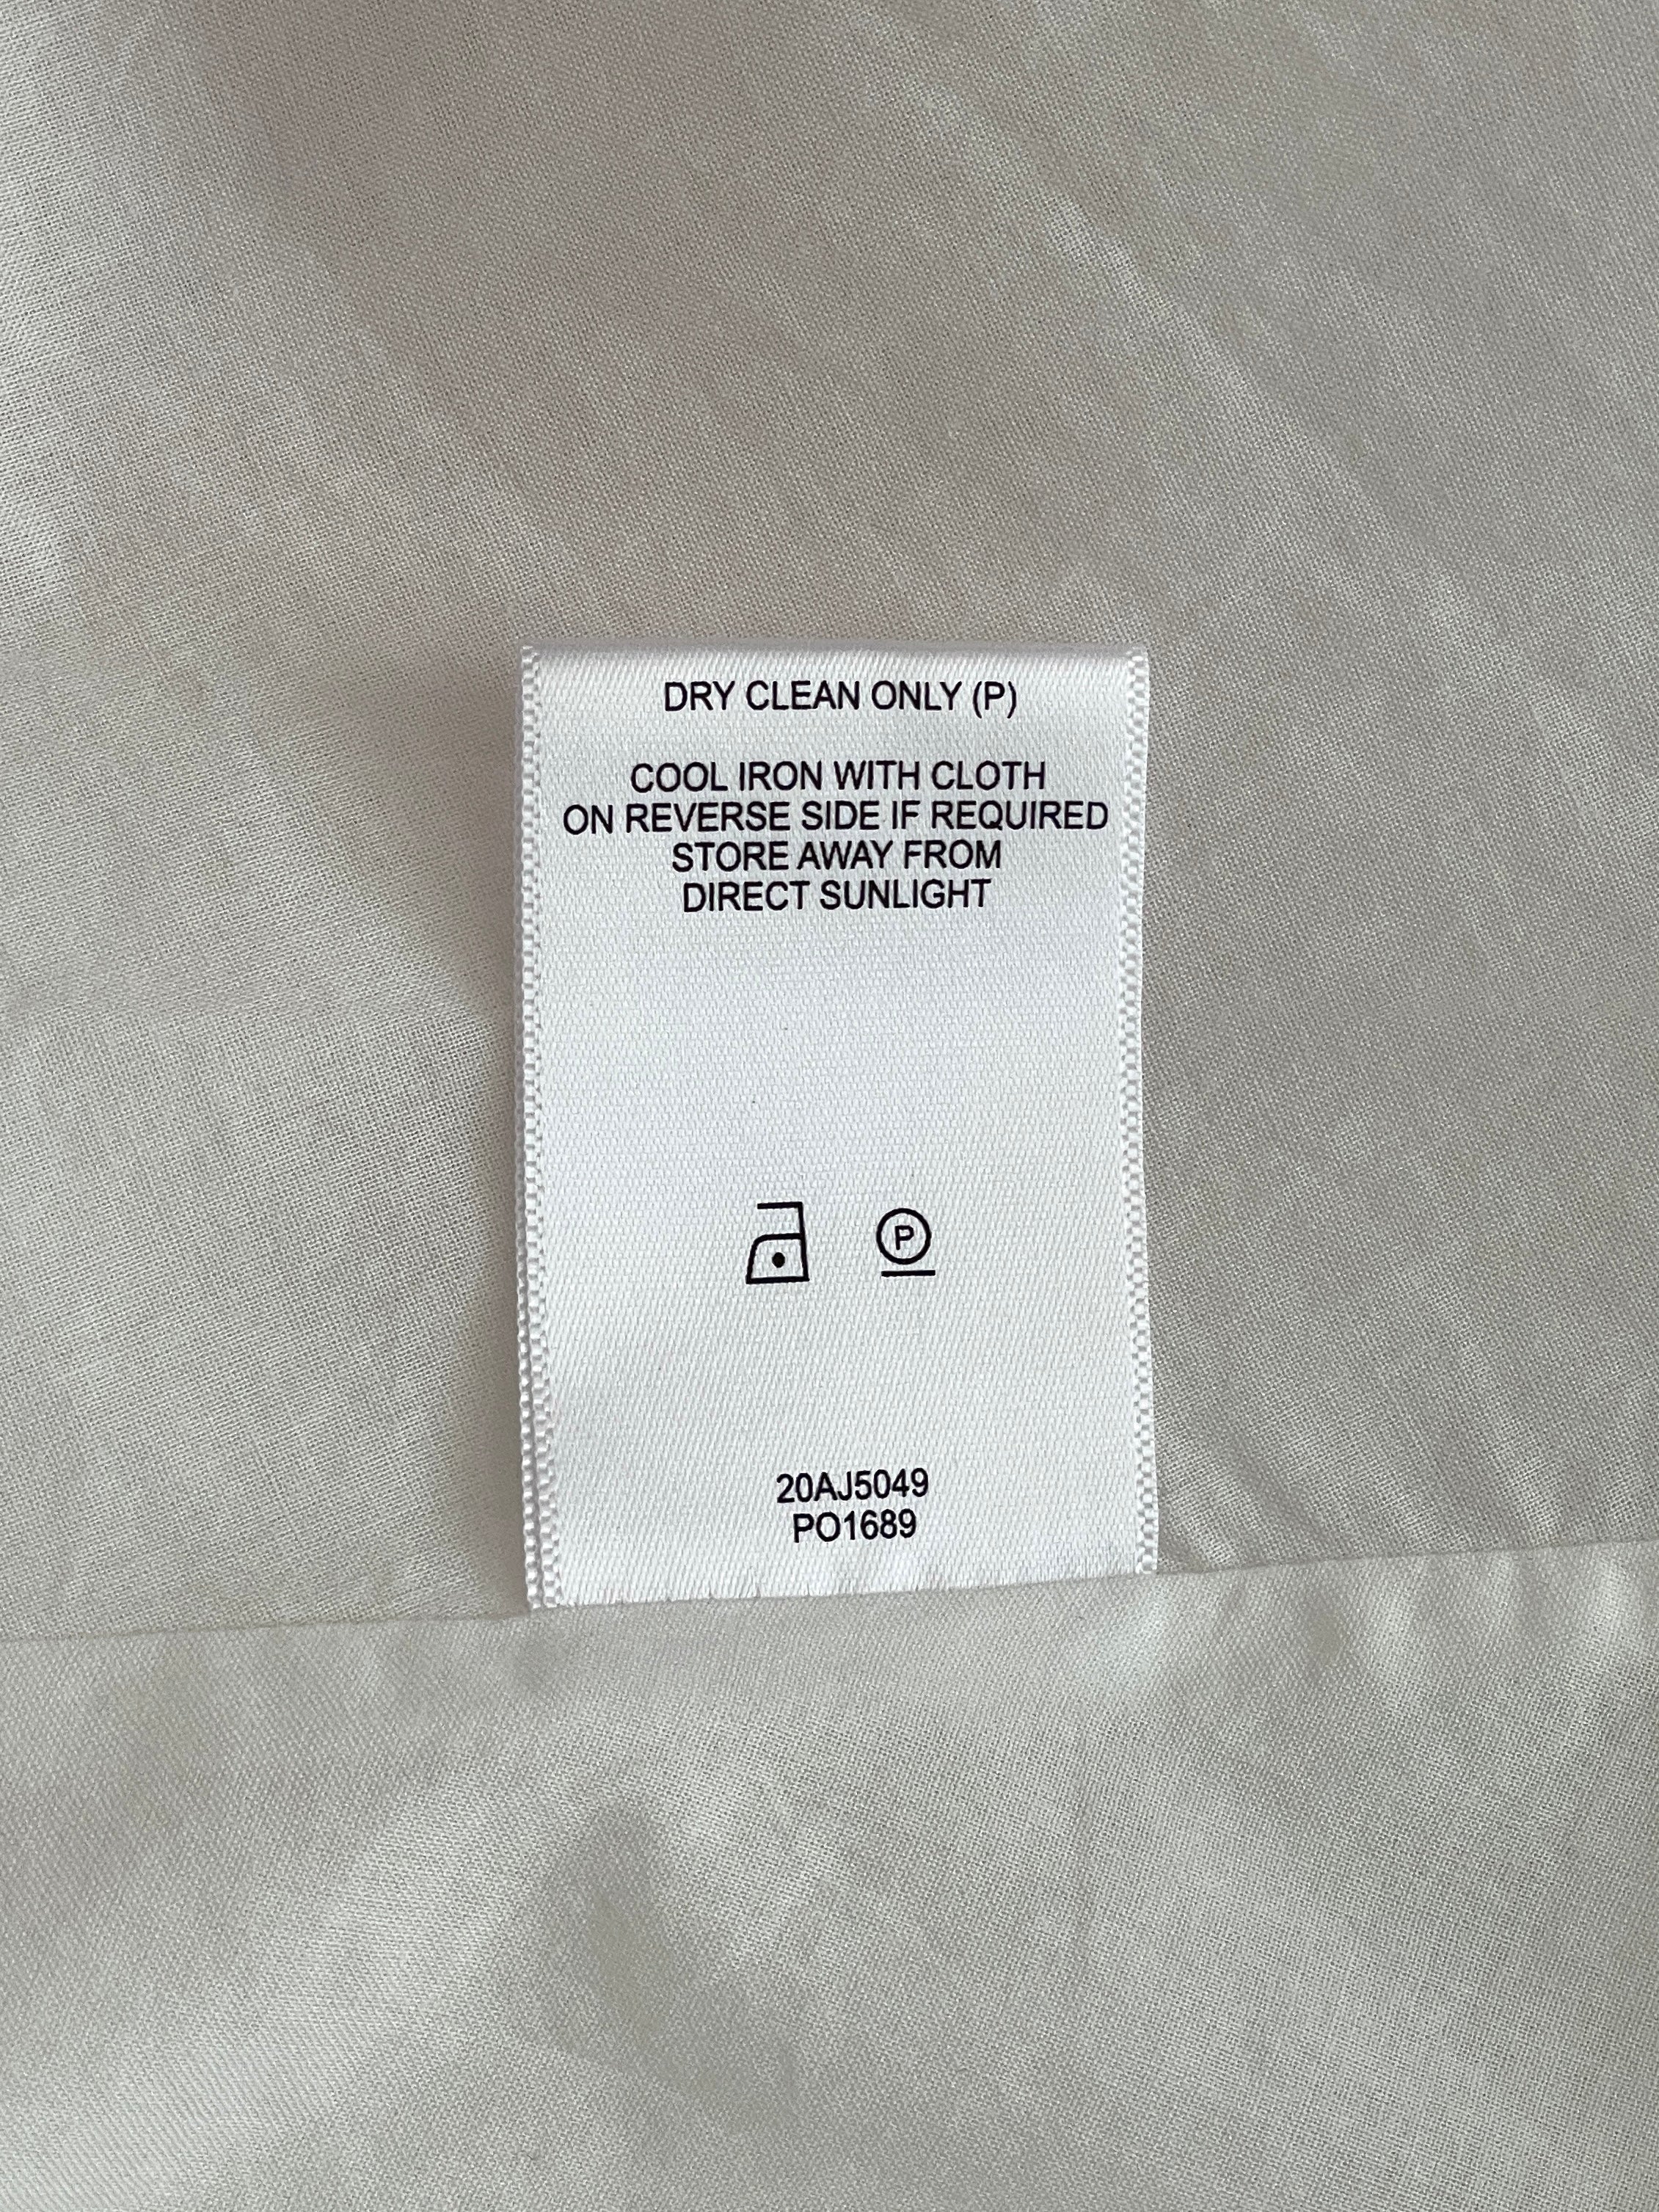 DRY CLEAN ONLY (P)
COOL IRON WITH CLOTH
ON REVERSE SIDE IF REQUIRED
STORE AWAY FROM
DIRECT SUNLIGHT
P
20AJ5049
PO1689